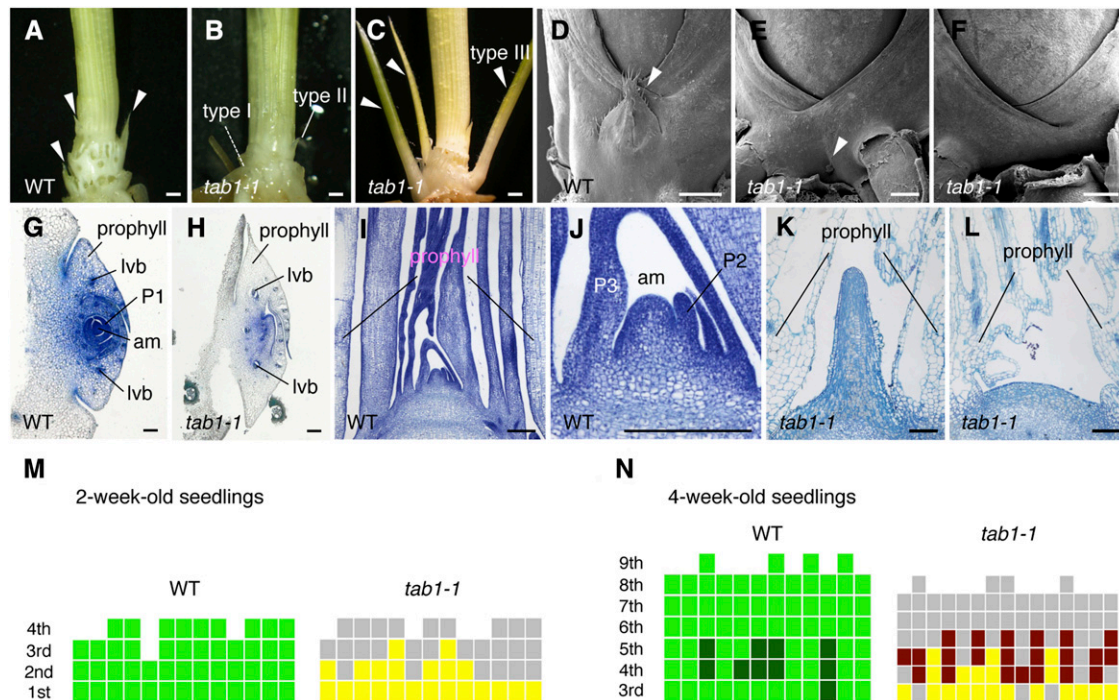 A
WT
B
type I
type II
tab1-1
C
type III
tab1-1
D
WT
E
tab1-1
F
tab1-1
G
prophyll
lvb
P1
am
lvb
WT
H
prophyll
lvb
lvb
tab1-1
I
prophyll
WT
J
P3
am
P2
WT
K
prophyll
tab1-1
L
prophyll
tab1-1
M
2-week-old seedlings
WT
tab1-1
4th
3rd
2nd
1st
N
4-week-old seedlings
WT
tab1-1
9th
8th
7th
6th
5th
4th
3rd